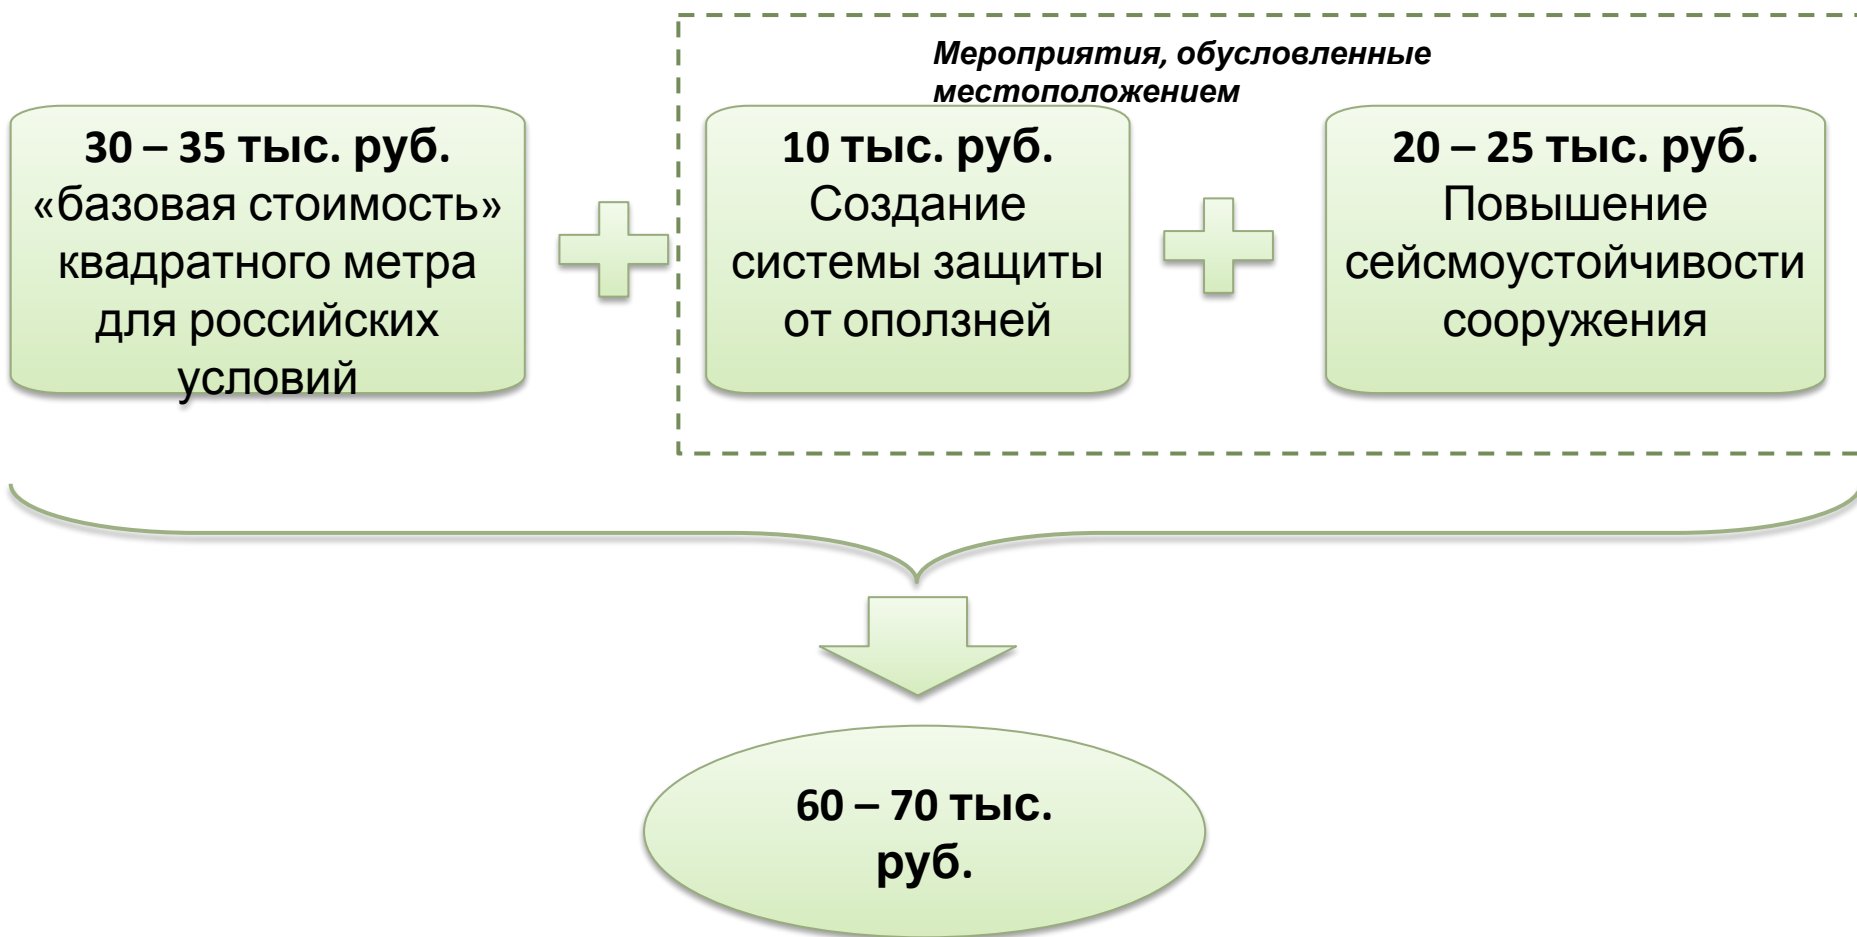 Мероприятия, обусловленные
местоположением
30 – 35 тыс. руб.
«базовая стоимость»
квадратного метра
для российских
условий
10 тыс. руб.
Создание
системы защиты
от оползней
20 – 25 тыс. руб.
Повышение
сейсмоустойчивости
сооружения
60 – 70 тыс.
руб.